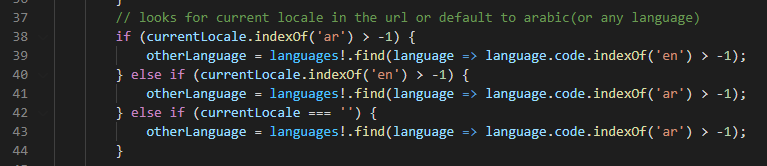 37 // looks for current locale in the url or default to arabic(or any language)
38 if (currentLocale.indexOf('ar') > -1) {
39 otherLanguage = languages!.find(language => language.code.indexOf('en') > -1);
40 } else if (currentLocale.indexOf('en') > -1) {
41 otherLanguage = languages!.find(language => language.code.indexOf('ar') > -1);
42 } else if (currentLocale === '') {
43 otherLanguage = languages!.find(language => language.code.indexOf('ar') > -1);
44 }